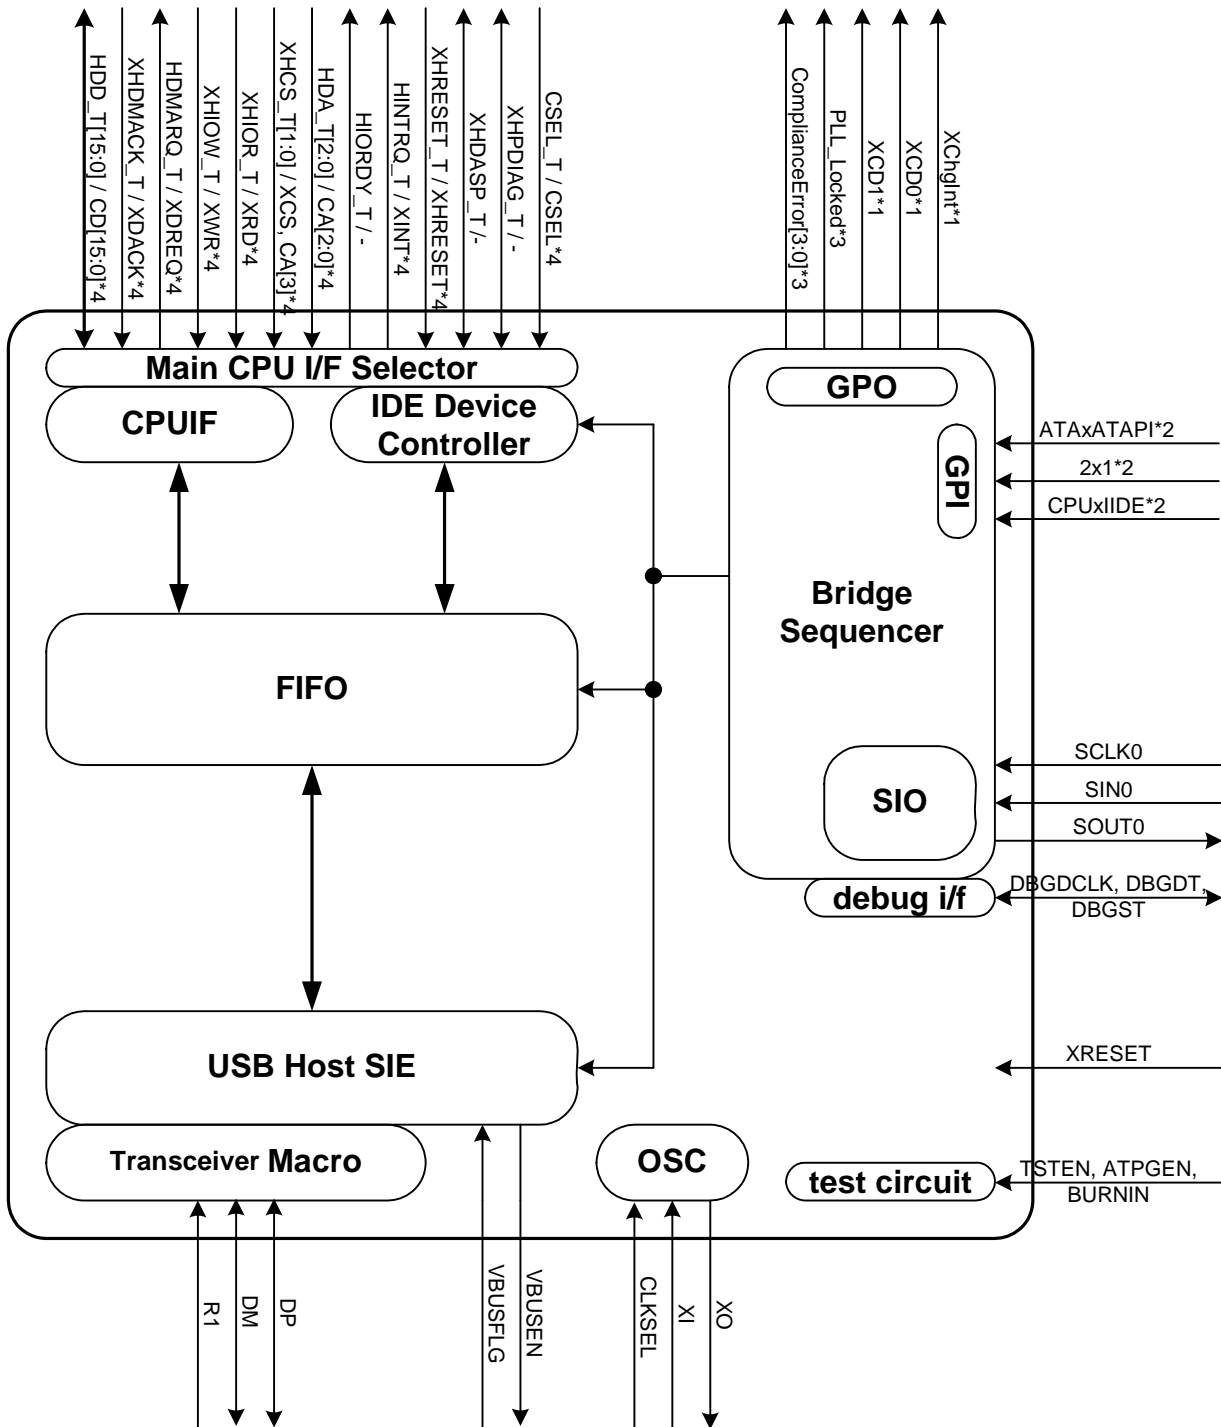 HDD_T[15:0] / CD[15:0]*4
XHDMACK_T / XDACK*4
HDMARQ_T / XDREQ*4
XHIOW_T / XWR*4
XHIOR_T / XRD*4
XHCS_T[1:0] / XCS, CA[3]*4
HDA_T[2:0] / CA[2:0]*4
HIORDY_T / -
HINTRQ_T / XINT*4
XHRESET_T / XHRESET*4
XHDASP_T /-
XHPDIAG_T / -
CSEL_T / CSEL*4
ComplianceError[3:0]*3
PLL_Locked*3
XCD1*1
XCD0*1
XChgInt*1
Main CPU I/F Selector
CPUIF
IDE Device
Controller
GPO
GPI
ATAxATAPI*2
2x1*2
CPUxIIDE*2
Bridge
Sequencer
FIFO
SIO
SCLK0
SIN0
SOUT0
debug i/f
DBGDCLK, DBGDT,
DBGST
USB Host SIE
XRESET
Transceiver Macro
OSC
test circuit
TSTEN, ATPGEN,
BURNIN
R1
DM
DP
VBUSFLG
VBUSEN
CLKSEL
XI
XO